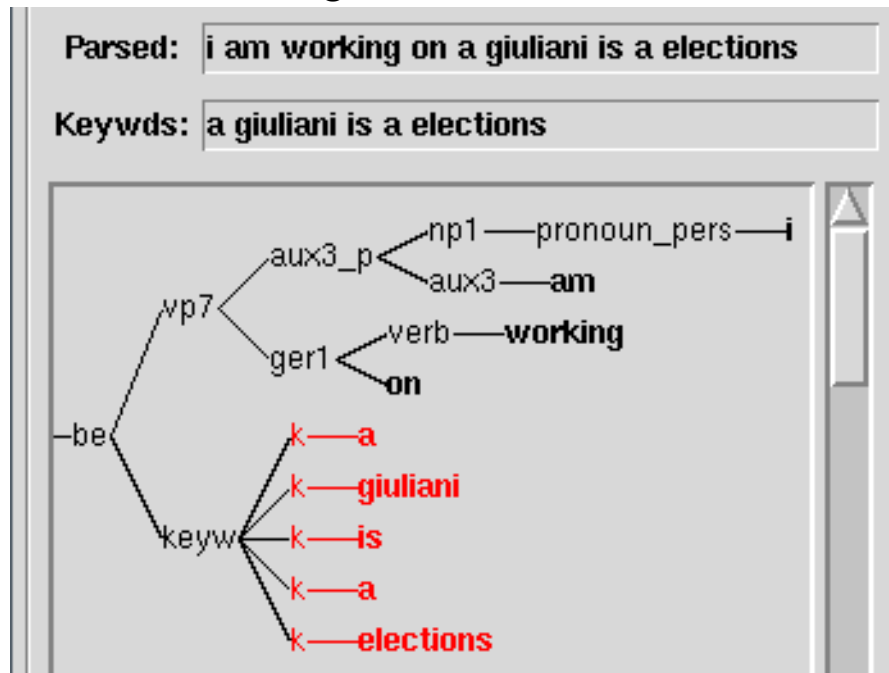 Parsed: i am working on a giuliani is a elections
Keywds: a giuliani is a elections
np1 pronoun_pers i
aux3_p
aux3 am
vp7
verb working
ger1
on
be k a
k giuliani
keyw k is
k a
k elections